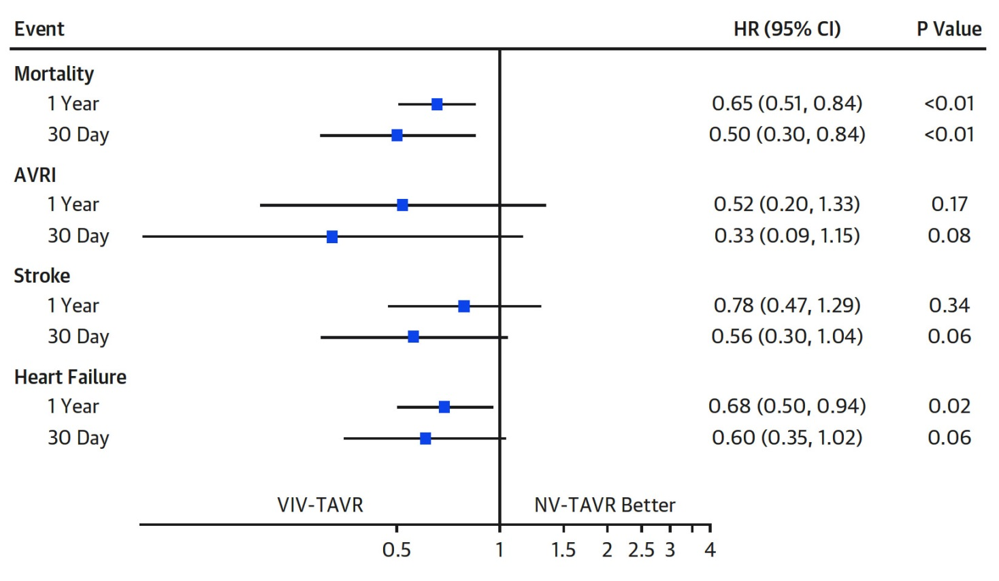 Event HR (95% CI) P Value
Mortality
1 Year 0.65 (0.51, 0.84) <0.01
30 Day 0.50 (0.30, 0.84) <0.01
AVRI
1 Year 0.52 (0.20, 1.33) 0.17
30 Day 0.33 (0.09, 1.15) 0.08
Stroke
1 Year 0.78 (0.47, 1.29) 0.34
30 Day 0.56 (0.30, 1.04) 0.06
Heart Failure
1 Year 0.68 (0.50, 0.94) 0.02
30 Day 0.60 (0.35, 1.02) 0.06
VIV-TAVR NV-TAVR Better
0.5 1 1.5 2 2.5 3 4